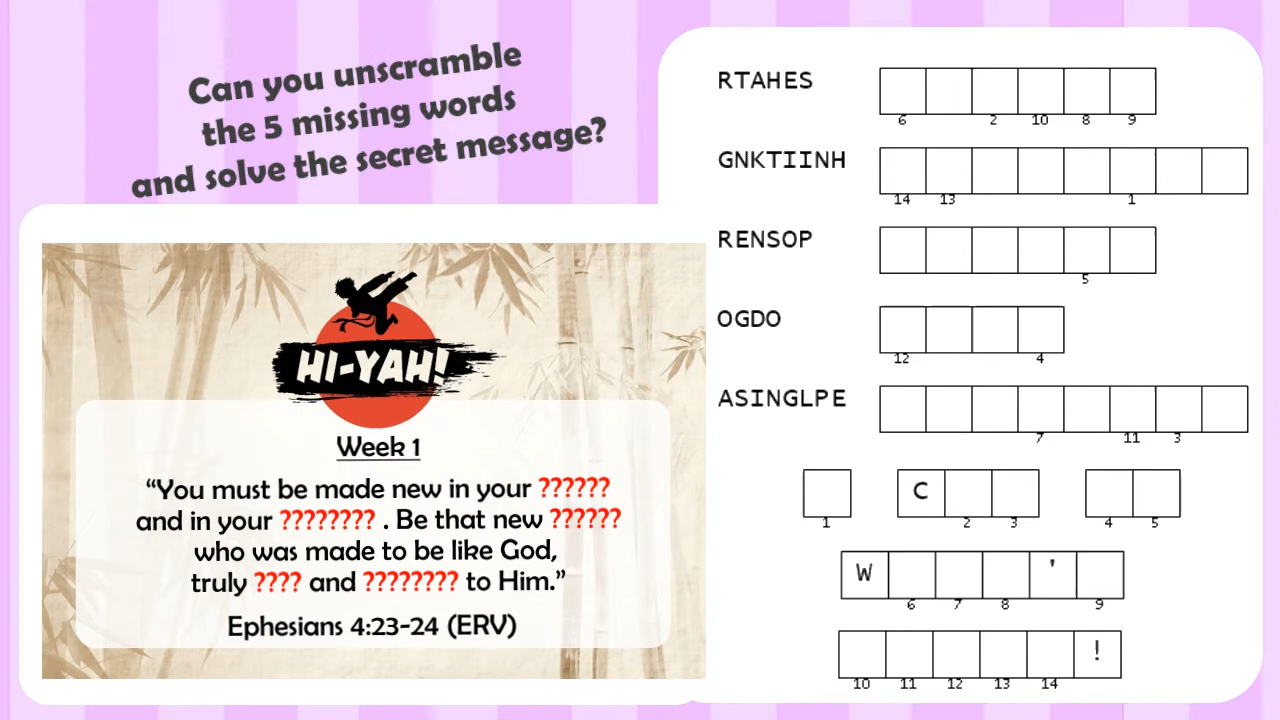 Can you unscramble
the 5 missing words
and solve the secret message?
HI-YAH!
Week 1
“You must be made new in your ??????
and in your ???????? . Be that new ??????
who was made to be like God,
truly ???? and ???????? to Him.”
Ephesians 4:23-24 (ERV)
RTAHES
6 2 10 8 9
GNKTIINH
14 13 1
RENSOP
5
OGDO
12 4
ASINGLPE
7 11 3
C
1 2 3 4 5
W '
6 7 8 9
!
10 11 12 13 14